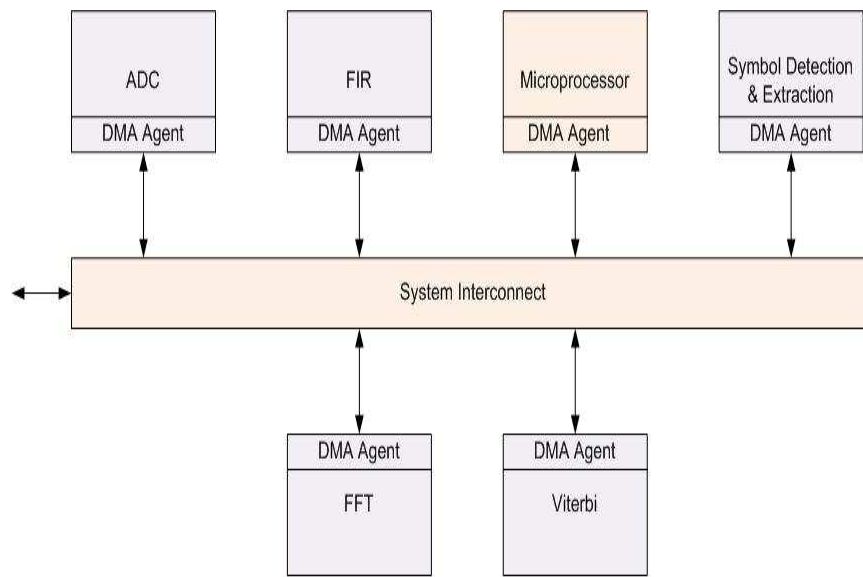 ADC
DMA Agent
FIR
DMA Agent
Microprocessor
DMA Agent
Symbol Detection
& Extraction
DMA Agent
System Interconnect
DMA Agent
FFT
DMA Agent
Viterbi